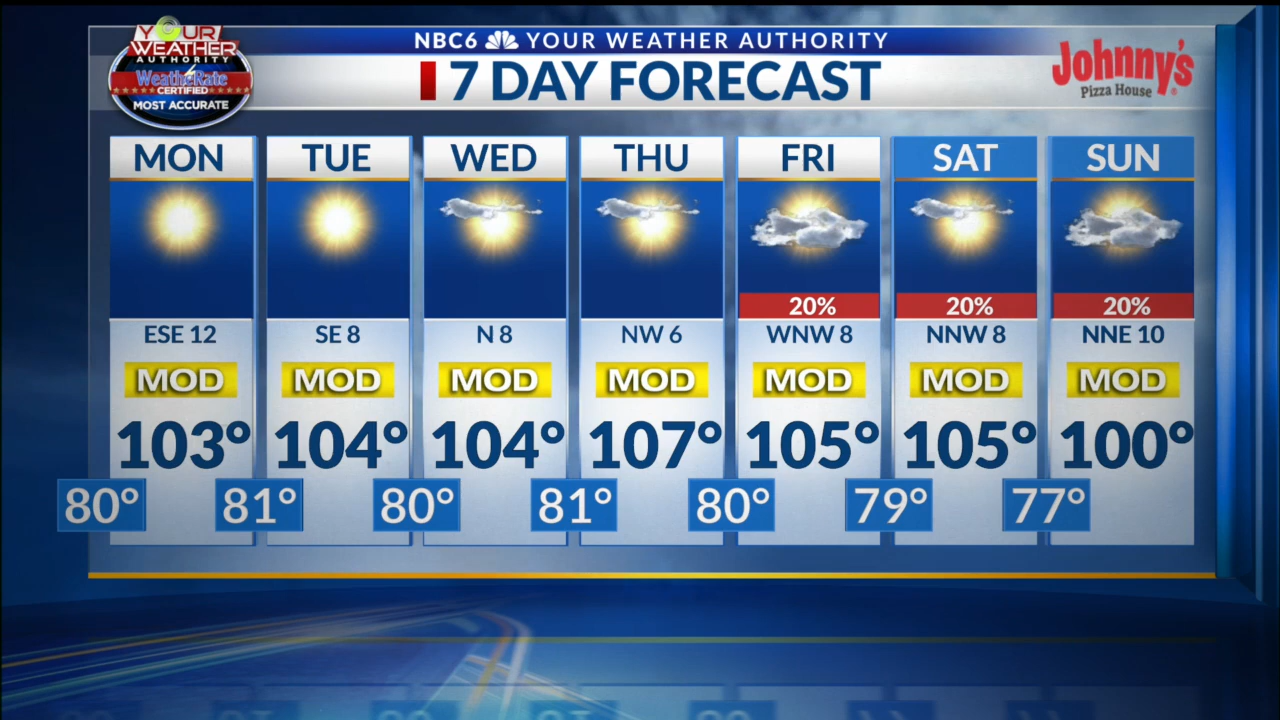 YOUR
WEATHER
AUTHORITY
WeatheRate
CERTIFIED
MOST ACCURATE
NBC6 YOUR WEATHER AUTHORITY
7 DAY FORECAST
Johnny's
Pizza House
MON TUE WED THU FRI SAT SUN
20% 20% 20%
ESE 12 SE 8 N 8 NW 6 WNW 8 NNW 8 NNE 10
MOD MOD MOD MOD MOD MOD MOD
103° 104° 104° 107° 105° 105° 100°
80° 81° 80° 81° 80° 79° 77°